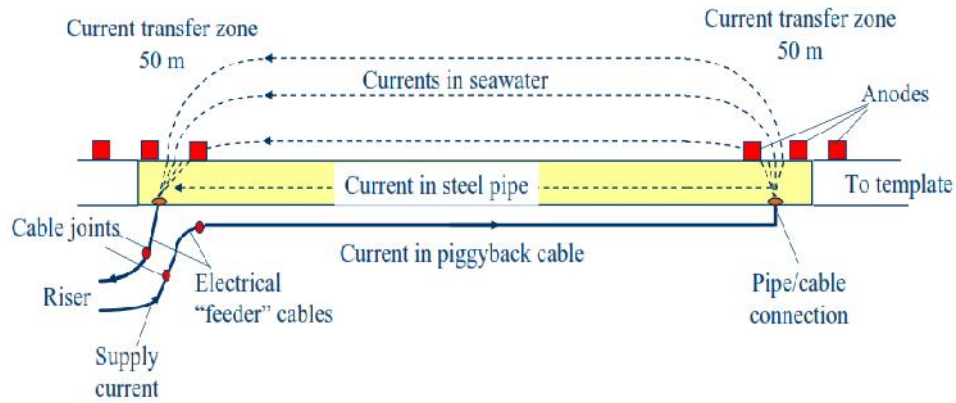 Current transfer zone
50 m
Current transfer zone
50 m
Currents in seawater
Anodes
Current in steel pipe
To template
Cable joints
Current in piggyback cable
Riser
Electrical
“feeder” cables
Pipe/cable
connection
Supply
current